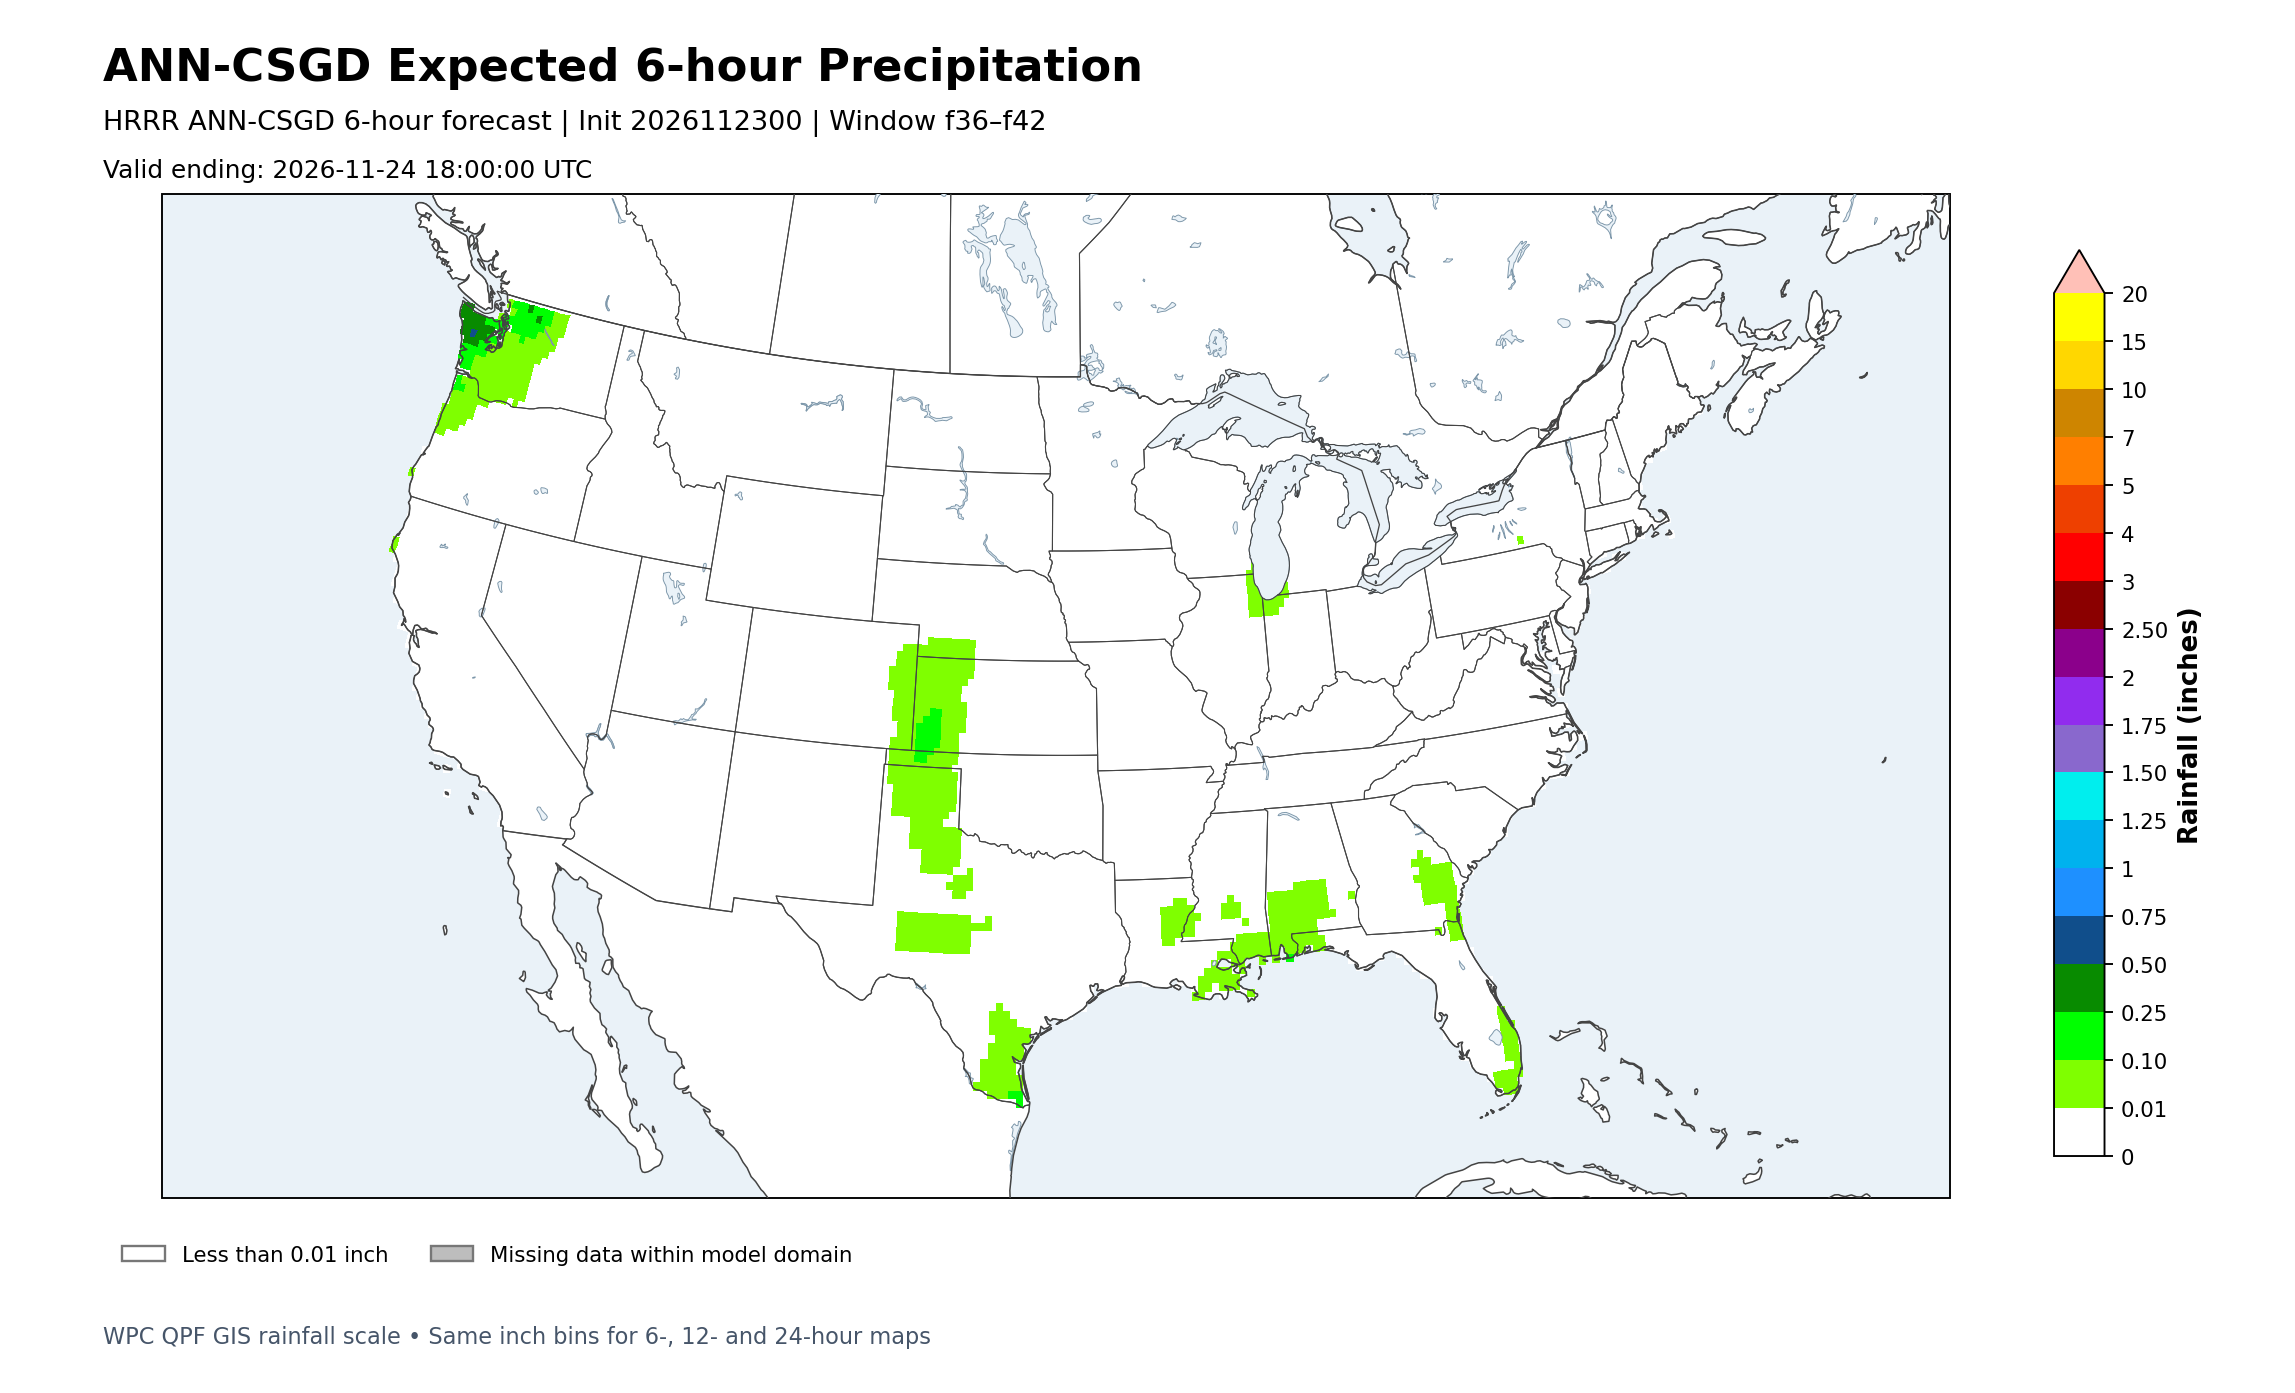 ANN-CSGD Expected 6-hour Precipitation
HRRR ANN-CSGD 6-hour forecast | Init 2026112300 | Window f36–f42
Valid ending: 2026-11-24 18:00:00 UTC
20
15
10
7
5
4
3
2.50
2
1.75
1.50
1.25
1
0.75
0.50
0.25
0.10
0.01
0
Rainfall (inches)
Less than 0.01 inch
Missing data within model domain
WPC QPF GIS rainfall scale • Same inch bins for 6-, 12- and 24-hour maps